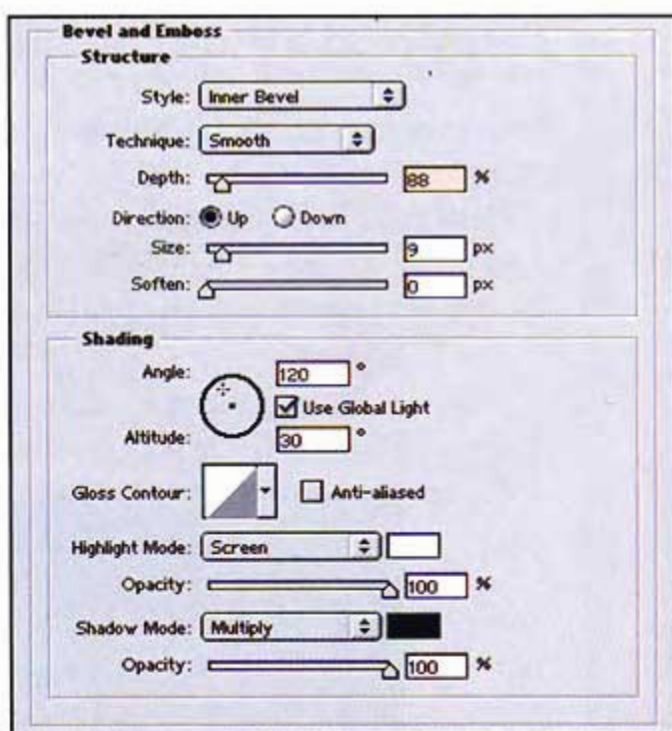 Bevel and Emboss
Structure
Style: Inner Bevel
Technique: Smooth
Depth: 88 %
Direction: Up Down
Size: 9 px
Soften: 0 px
Shading
Angle: 120 °
Use Global Light
Altitude: 30 °
Gloss Contour: Anti-aliased
Highlight Mode: Screen
Opacity: 100 %
Shadow Mode: Multiply
Opacity: 100 %